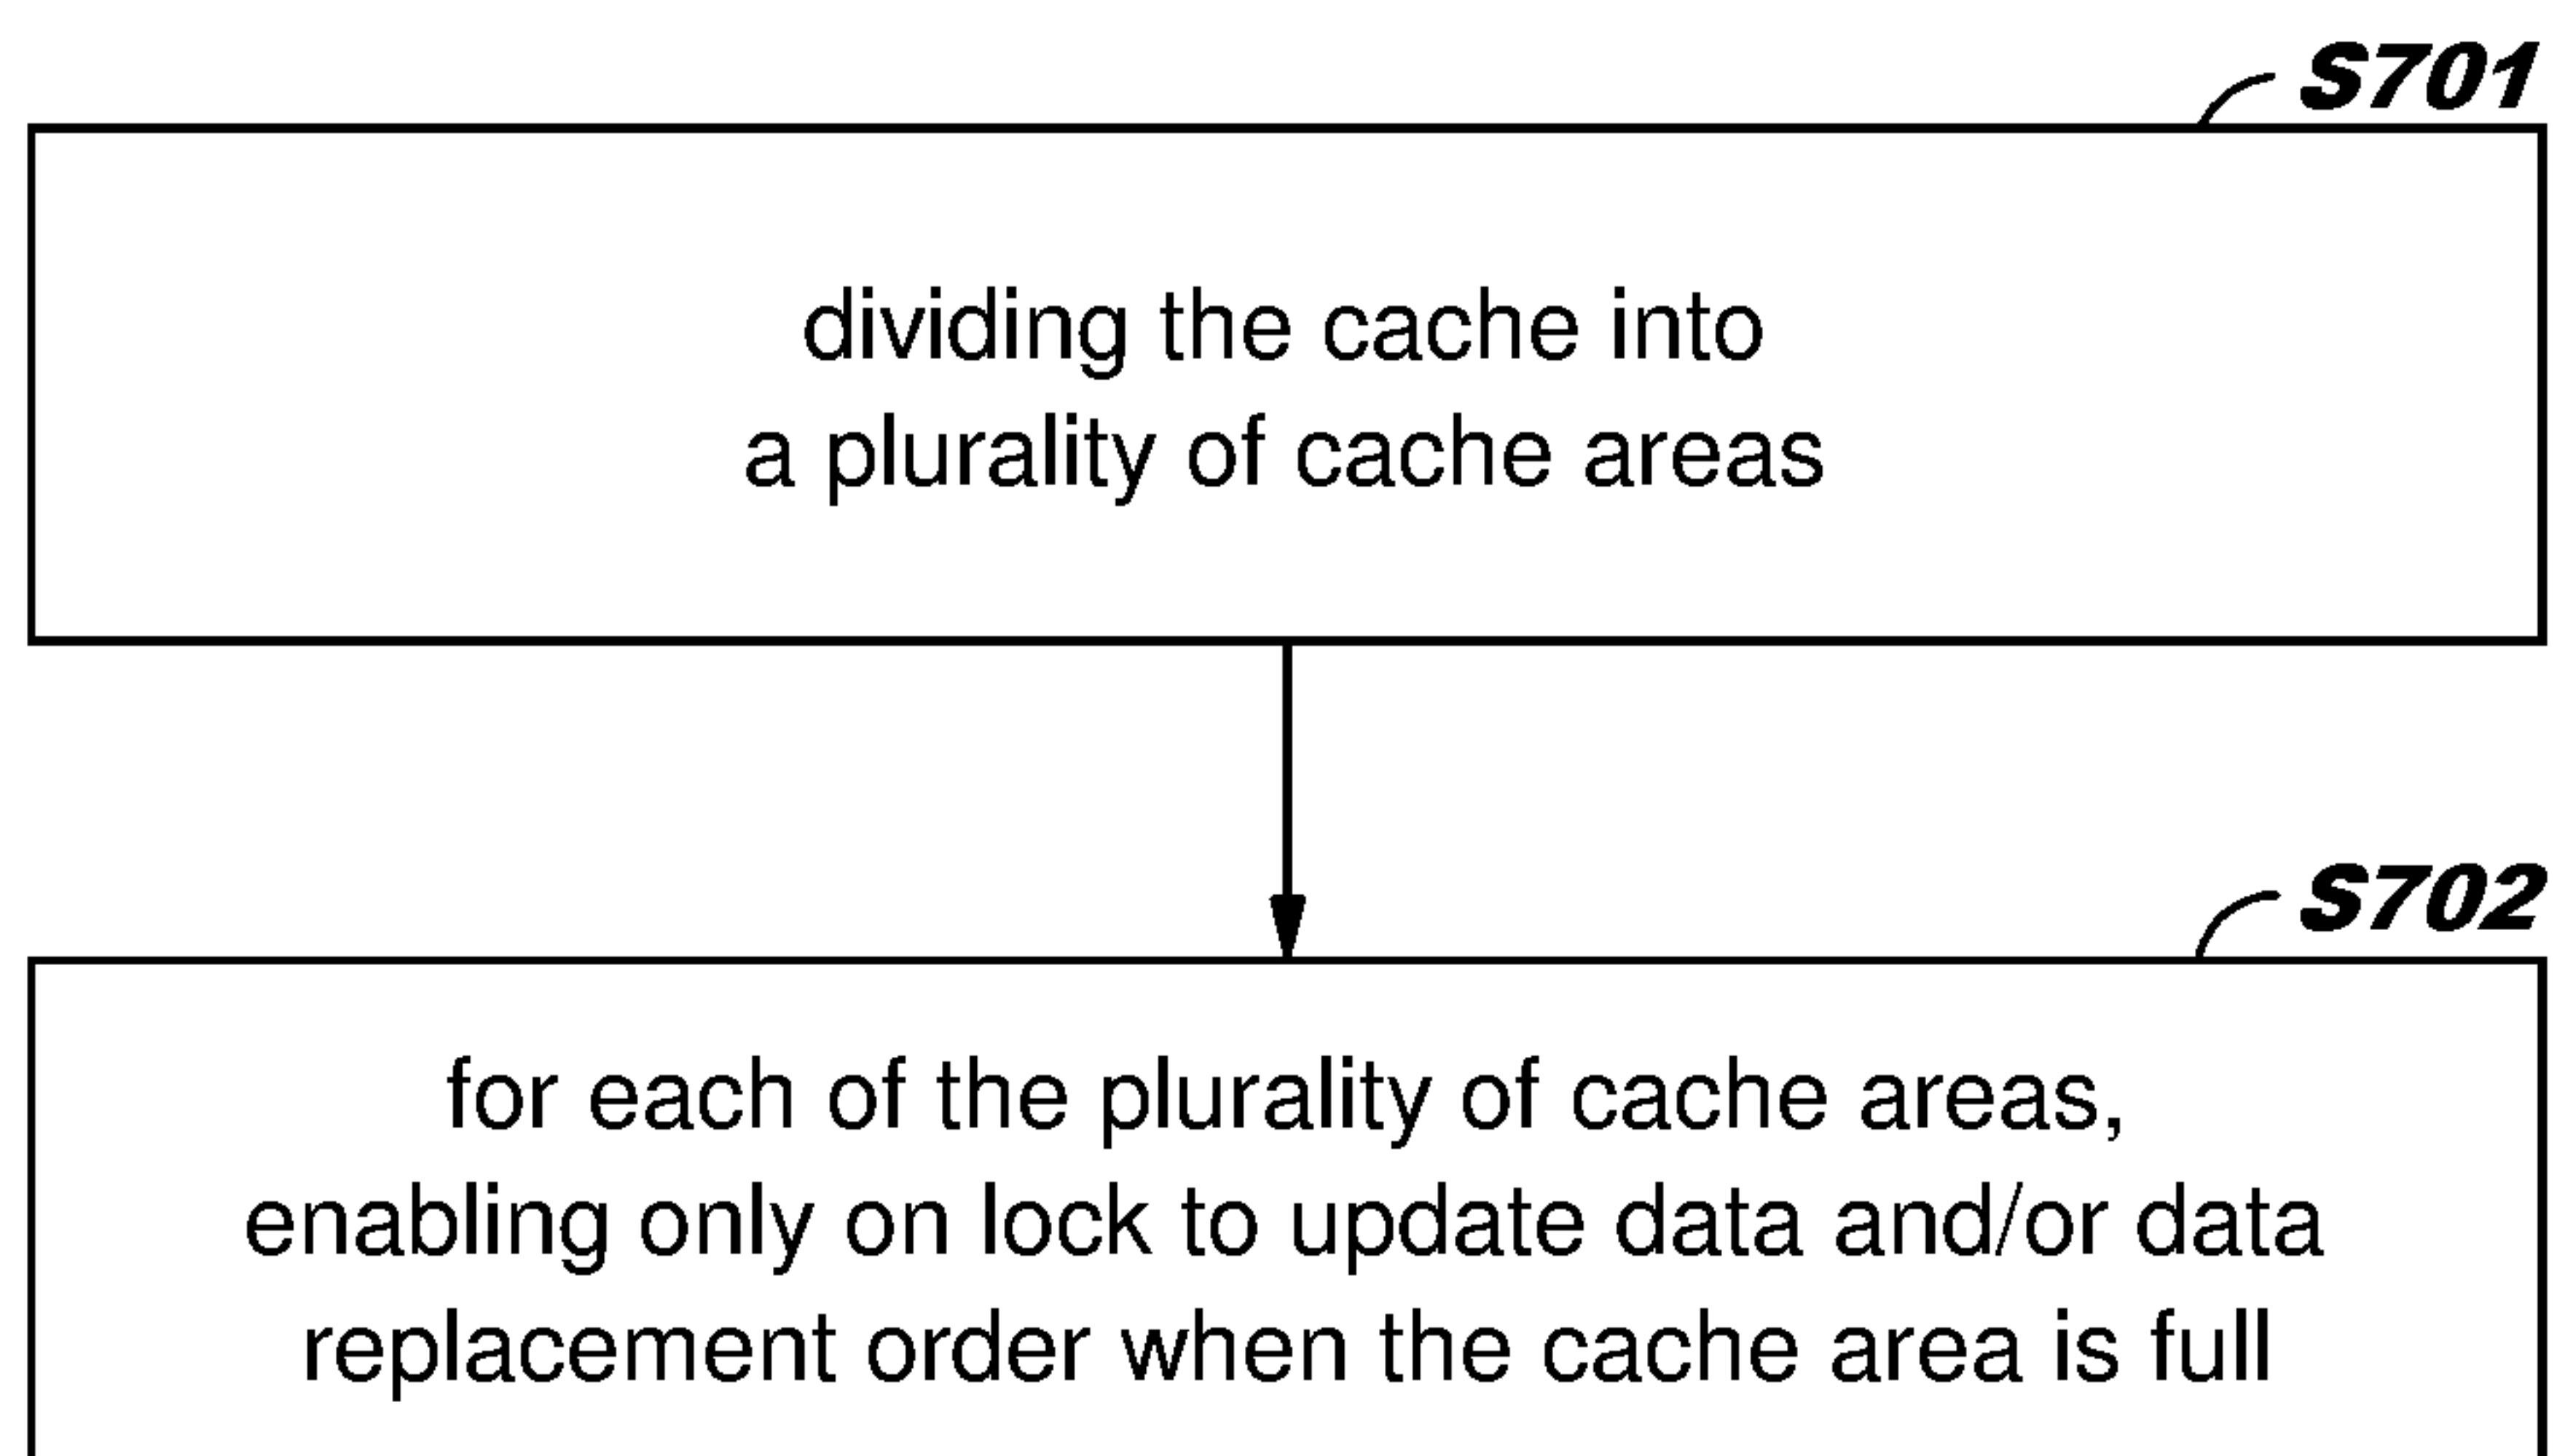 S701
dividing the cache into
a plurality of cache areas
S702
for each of the plurality of cache areas,
enabling only on lock to update data and/or data
replacement order when the cache area is full